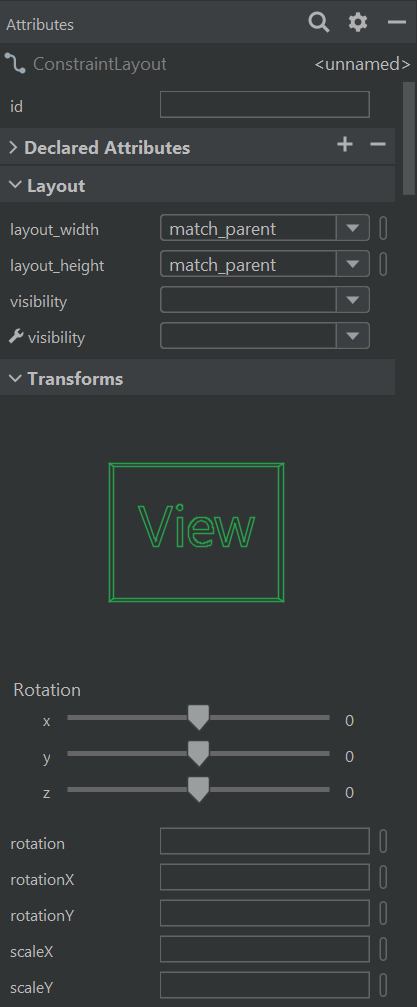 Attributes
ConstraintLayout <unnamed>
id
Declared Attributes
Layout
layout_width match_parent
layout_height match_parent
visibility
visibility
Transforms
View
Rotation
x 0
y 0
z 0
rotation
rotationX
rotationY
scaleX
scaleY